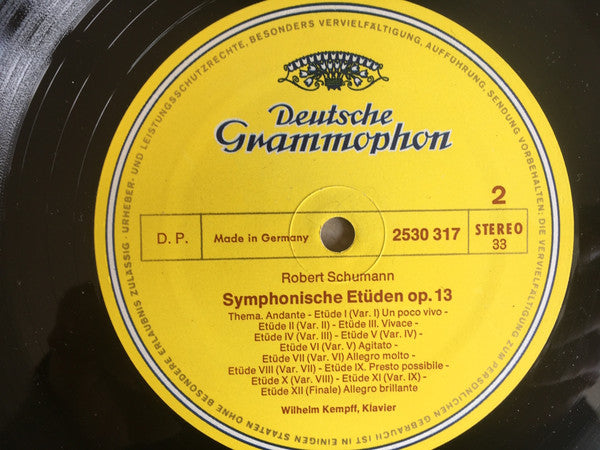 Deutsche
Grammophon
2
D. P.
Made in Germany
2530 317
STEREO
33
Robert Schumann
Symphonische Etüden op. 13
Thema. Andante - Etüde I (Var. I) Un poco vivo -
Etüde II (Var. II) - Etüde III. Vivace -
Etüde IV (Var. III) - Etüde V (Var. IV) -
Etüde VI (Var. V) Agitato -
Etüde VII (Var. VI) Allegro molto -
Etüde VIII (Var. VII) - Etüde IX. Presto possibile -
Etüde X (Var. VIII) - Etüde XI (Var. IX) -
Etüde XII (Finale) Allegro brillante
Wilhelm Kempff, Klavier
URHEBER- UND LEISTUNGSSCHUTZRECHTE, BESONDERS VERVIELFÄLTIGUNG, AUFFÜHRUNG, SENDUNG VORBEHALTEN; DIE VERVIELFÄLTIGUNG ZUM PERSÖNLICHEN GEBRAUCH IST IN EINIGEN STAATEN OHNE BESONDERE ERLAUBNIS ZULÄSSIG ·